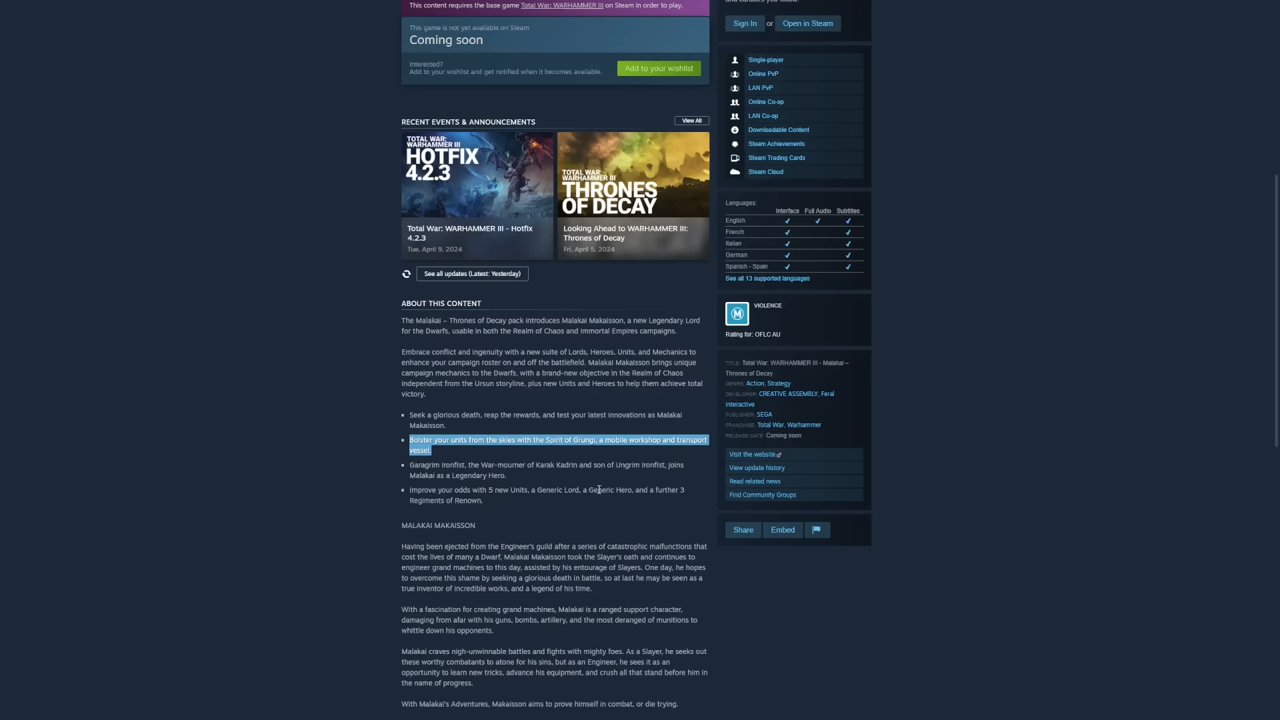 This content requires the base game Total War: WARHAMMER III on Steam in order to play.
This game is not yet available on Steam
Coming soon
Interested?
Add to your wishlist and get notified when it becomes available.
Add to your wishlist
RECENT EVENTS & ANNOUNCEMENTS
View All
TOTAL WAR:
WARHAMMER III
HOTFIX
4.2.3
Total War: WARHAMMER III - Hotfix
4.2.3
Tue, April 9, 2024
TOTAL WAR:
WARHAMMER III
THRONES
OF DECAY
Looking Ahead to WARHAMMER III:
Thrones of Decay
Fri, April 5, 2024
See all updates (Latest: Yesterday)
ABOUT THIS CONTENT
The Malakai – Thrones of Decay pack introduces Malakai Makaisson, a new Legendary Lord
for the Dwarfs, usable in both the Realm of Chaos and Immortal Empires campaigns.
Embrace conflict and ingenuity with a new suite of Lords, Heroes, Units, and Mechanics to
enhance your campaign roster on and off the battlefield. Malakai Makaisson brings unique
campaign mechanics to the Dwarfs, with a brand-new objective in the Realm of Chaos
independent from the Ursun storyline, plus new Units and Heroes to help them achieve total
victory.
Seek a glorious death, reap the rewards, and test your latest innovations as Malakai
Makaisson.
Bolster your units from the skies with the Spirit of Grungi, a mobile workshop and transport
vessel.
Garagrim Ironfist, the War-mourner of Karak Kadrin and son of Ungrim Ironfist, joins
Malakai as a Legendary Hero.
Improve your odds with 5 new Units, a Generic Lord, a Generic Hero, and a further 3
Regiments of Renown.
MALAKAI MAKAISSON
Having been ejected from the Engineer's guild after a series of catastrophic malfunctions that
cost the lives of many a Dwarf, Malakai Makaisson took the Slayer's oath and continues to
engineer grand machines to this day, assisted by his entourage of Slayers. One day, he hopes
to overcome this shame by seeking a glorious death in battle, so at last he may be seen as a
true inventor of incredible works, and a legend of his time.
With a fascination for creating grand machines, Malakai is a ranged support character,
damaging from afar with his guns, bombs, artillery, and the most deranged of munitions to
whittle down his opponents.
Malakai craves nigh-unwinnable battles and fights with mighty foes. As a Slayer, he seeks out
these worthy combatants to atone for his sins, but as an Engineer, he sees it as an
opportunity to learn new tricks, advance his equipment, and crush all that stand before him in
the name of progress.
With Malakai's Adventures, Makaisson aims to prove himself in combat, or die trying.
Sign In or Open in Steam
Single-player
Online PvP
LAN PvP
Online Co-op
LAN Co-op
Downloadable Content
Steam Achievements
Steam Trading Cards
Steam Cloud
Languages:
Interface Full Audio Subtitles
English ✔ ✔ ✔
French ✔ ✔
Italian ✔ ✔
German ✔ ✔
Spanish - Spain ✔ ✔
See all 13 supported languages
M
VIOLENCE
Rating for: OFLC AU
TITLE: Total War: WARHAMMER III - Malakai –
Thrones of Decay
GENRE: Action, Strategy
DEVELOPER: CREATIVE ASSEMBLY, Feral
Interactive
PUBLISHER: SEGA
FRANCHISE: Total War, Warhammer
RELEASE DATE: Coming soon
Visit the website
View update history
Read related news
Find Community Groups
Share
Embed